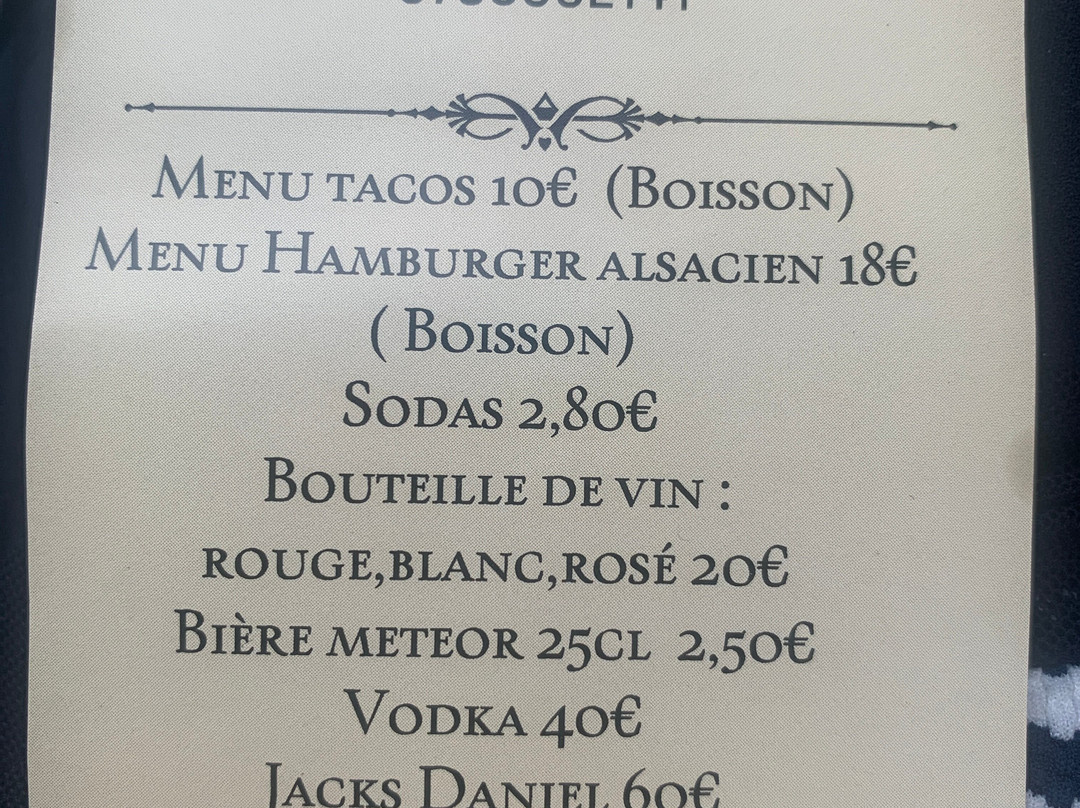 Menu tacos 10€ (Boisson)
Menu Hamburger alsacien 18€
( Boisson)
Sodas 2,80€
Bouteille de vin :
rouge,blanc,rosé 20€
Bière meteor 25cl 2,50€
Vodka 40€
Jacks Daniel 60€